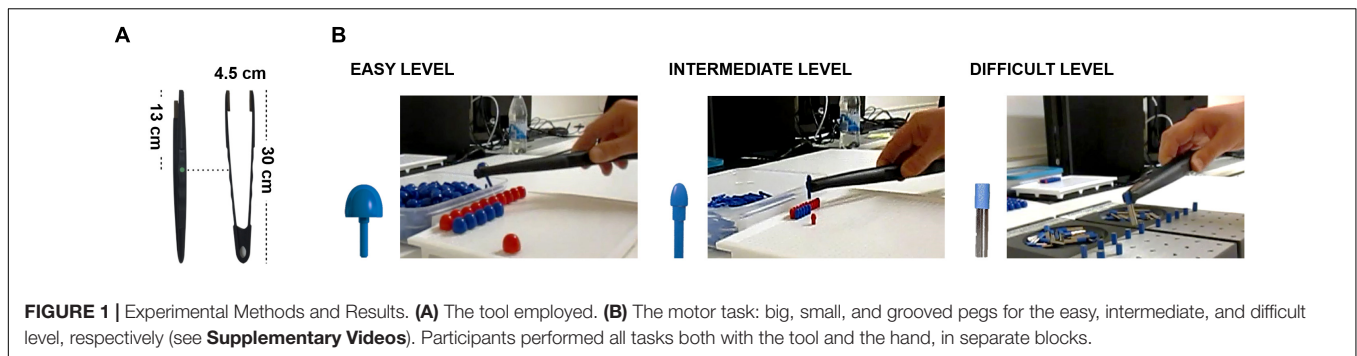 A
B
EASY LEVEL
INTERMEDIATE LEVEL
DIFFICULT LEVEL
4.5 cm
13 cm
30 cm
FIGURE 1 | Experimental Methods and Results. (A) The tool employed. (B) The motor task: big, small, and grooved pegs for the easy, intermediate, and difficult
level, respectively (see Supplementary Videos). Participants performed all tasks both with the tool and the hand, in separate blocks.